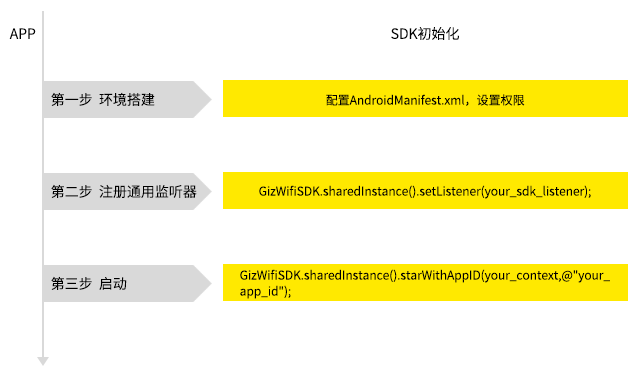 APP
SDK初始化
第一步 环境搭建
配置AndroidManifest.xml，设置权限
第二步 注册通用监听器
GizWifiSDK.sharedInstance().setListener(your_sdk_listener);
第三步 启动
GizWifiSDK.sharedInstance().starWithAppID(your_context,@"your_
app_id");